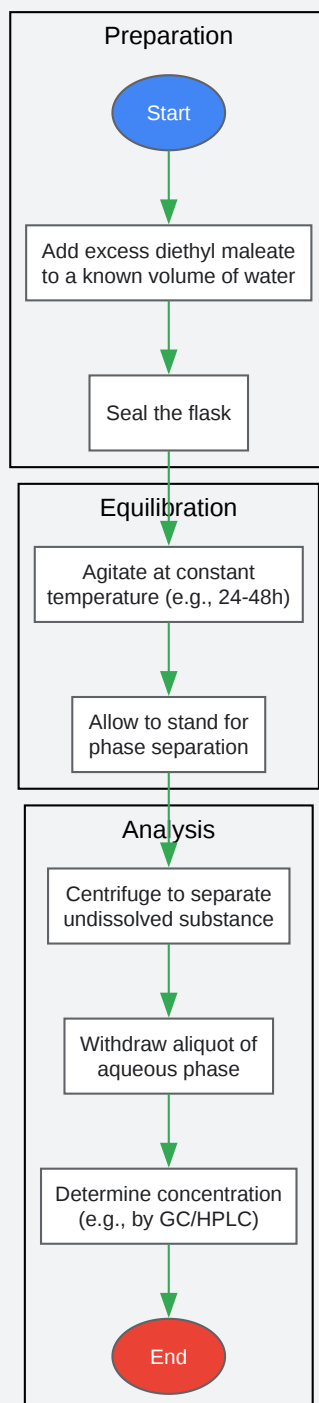 Preparation
Start
Add excess diethyl maleate
to a known volume of water
Seal the flask
Equilibration
Agitate at constant
temperature (e.g., 24-48h)
Allow to stand for
phase separation
Analysis
Centrifuge to separate
undissolved substance
Withdraw aliquot of
aqueous phase
Determine concentration
(e.g., by GC/HPLC)
End